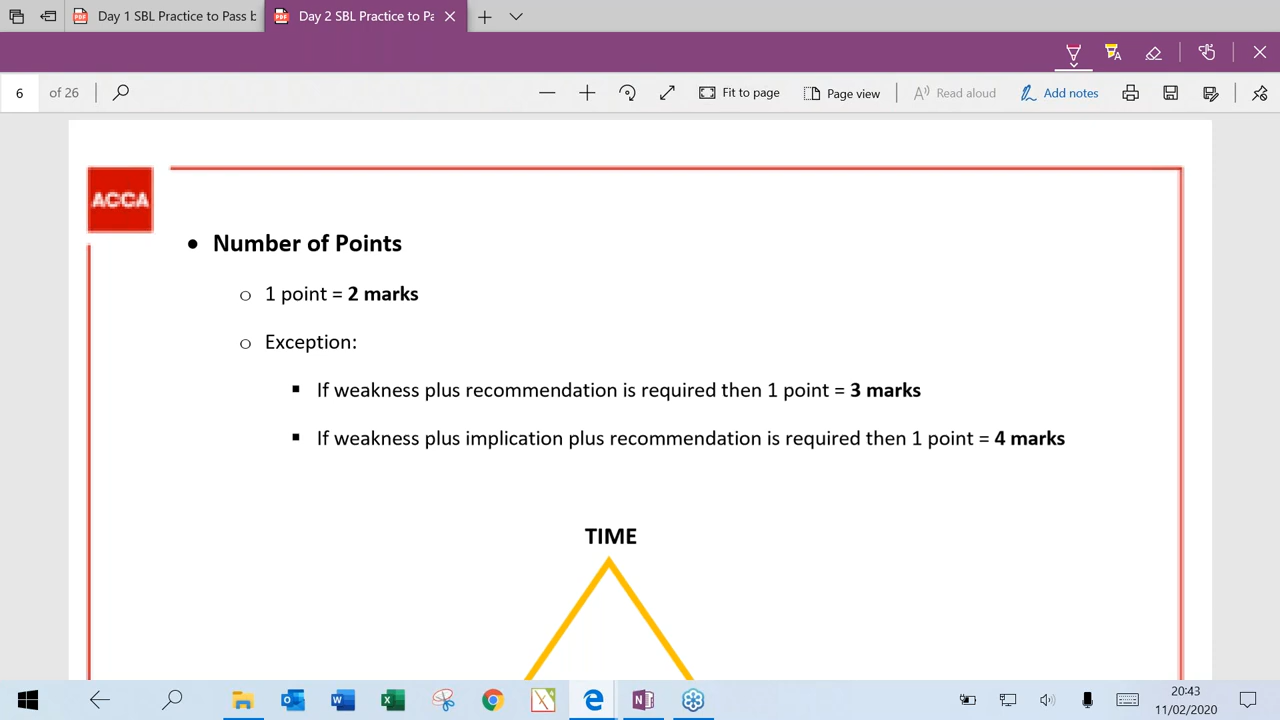 Day 1 SBL Practice to Pass b
Day 2 SBL Practice to Pa
6 of 26
Fit to page
Page view
Read aloud
Add notes
ACCA
• Number of Points
o 1 point = 2 marks
o Exception:
▪ If weakness plus recommendation is required then 1 point = 3 marks
▪ If weakness plus implication plus recommendation is required then 1 point = 4 marks
TIME
20:43
11/02/2020